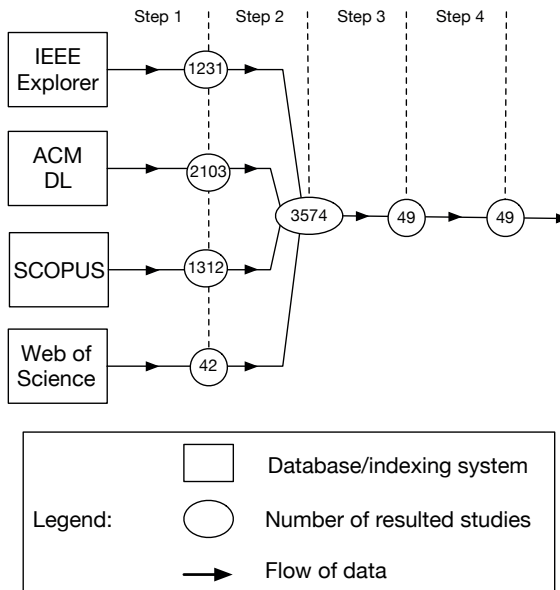 Step 1 Step 2 Step 3 Step 4
IEEE
Explorer
1231
ACM
DL
2103
3574
49
49
SCOPUS
1312
Web of
Science
42
Legend:
Database/indexing system
Number of resulted studies
Flow of data